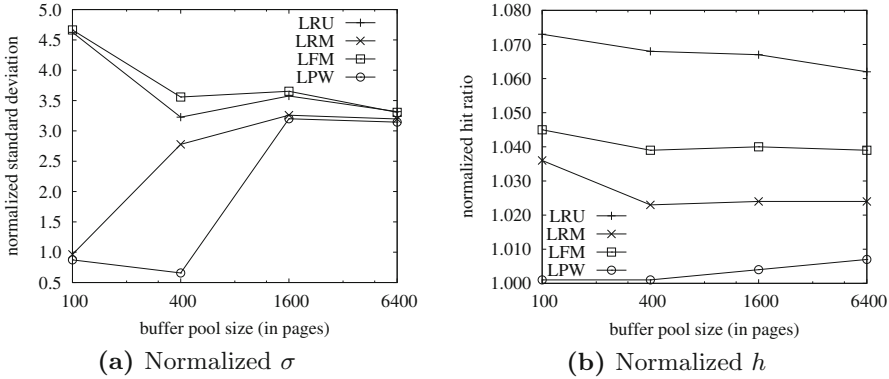 normalized standard deviation
5.0
4.5
4.0
3.5
3.0
2.5
2.0
1.5
1.0
0.5
100
400
1600
6400
LRU
LRM
LFM
LPW
buffer pool size (in pages)
(a) Normalized σ
normalized hit ratio
1.080
1.070
1.060
1.050
1.040
1.030
1.020
1.010
1.000
100
400
1600
6400
LRU
LRM
LFM
LPW
buffer pool size (in pages)
(b) Normalized h